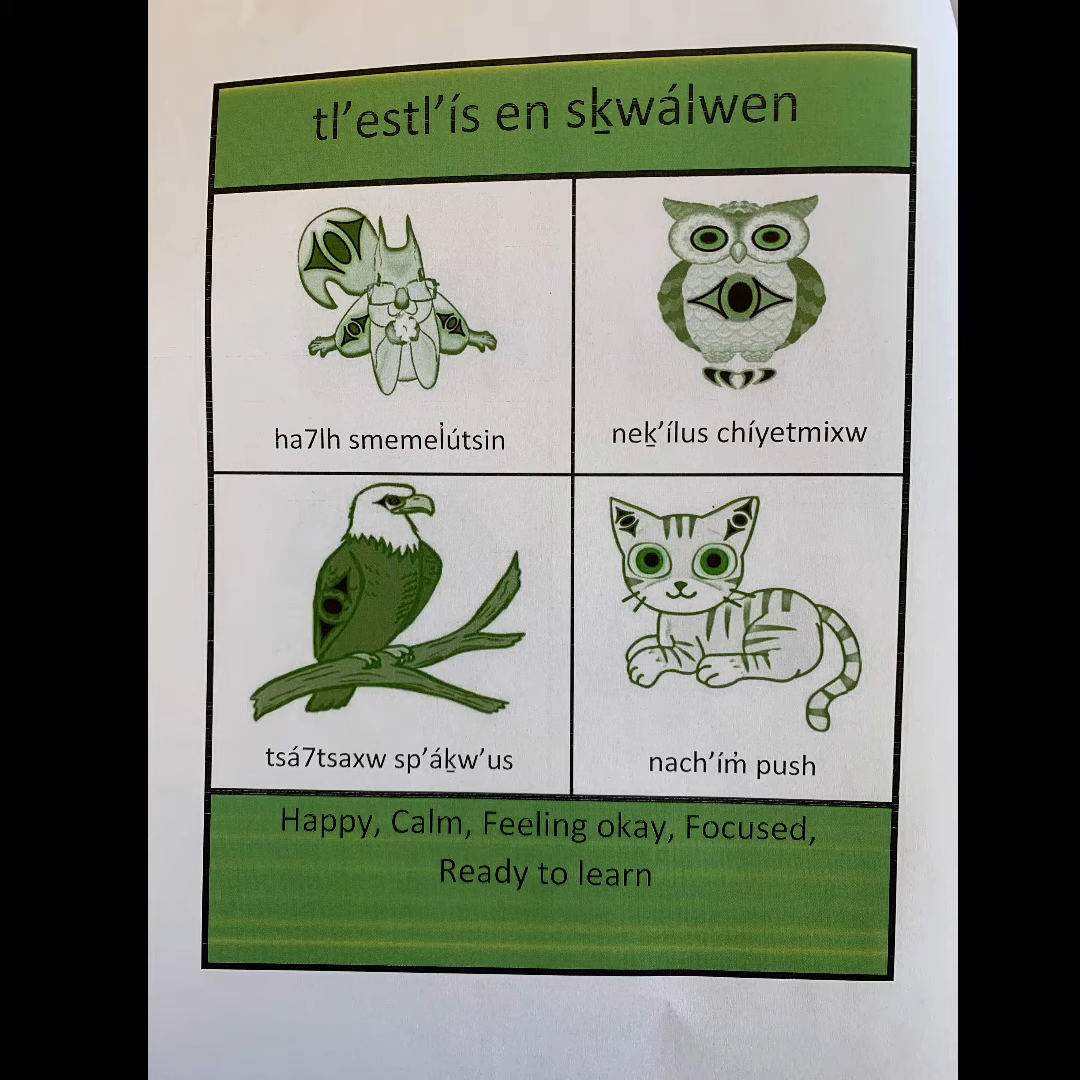 tl’estl’ís en sḵwálwen
ha7lh smemel̓útsin
neḵ’ílus chíyetmixw
tsá7tsaxw sp’áḵw’us
nach’ím̓ push
Happy, Calm, Feeling okay, Focused,
Ready to learn